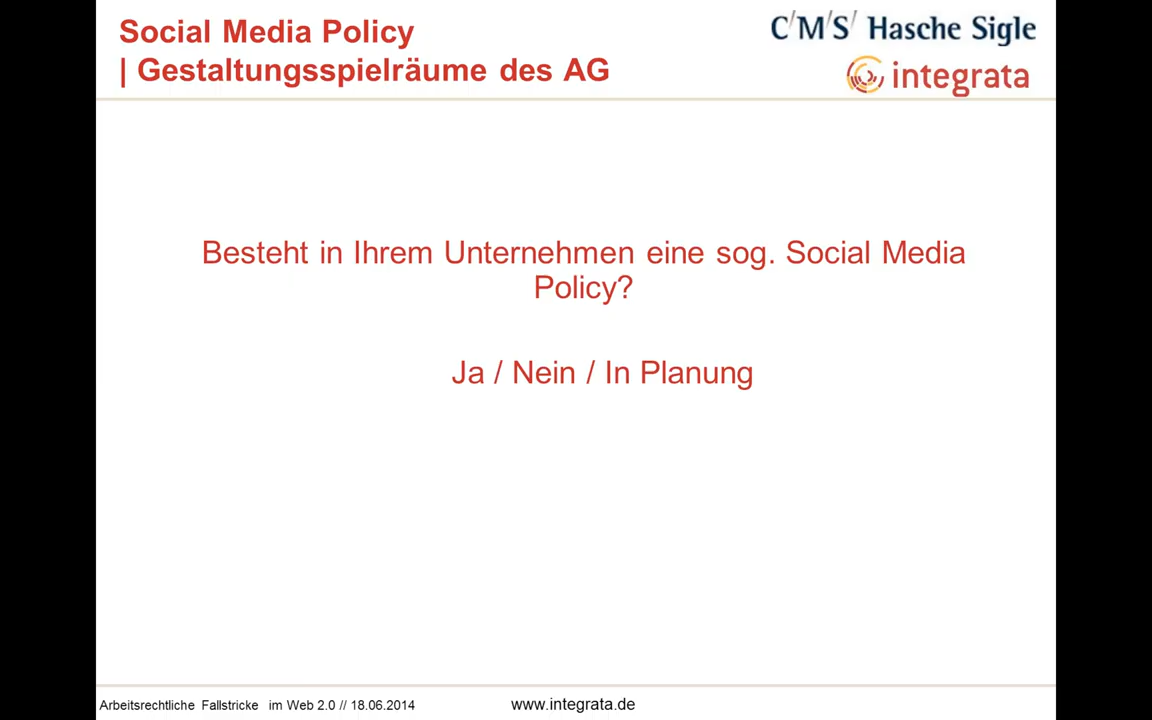 Social Media Policy
| Gestaltungsspielräume des AG
C/M/S/ Hasche Sigle
integrata
Besteht in Ihrem Unternehmen eine sog. Social Media
Policy?
Ja / Nein / In Planung
Arbeitsrechtliche Fallstricke im Web 2.0 // 18.06.2014
www.integrata.de